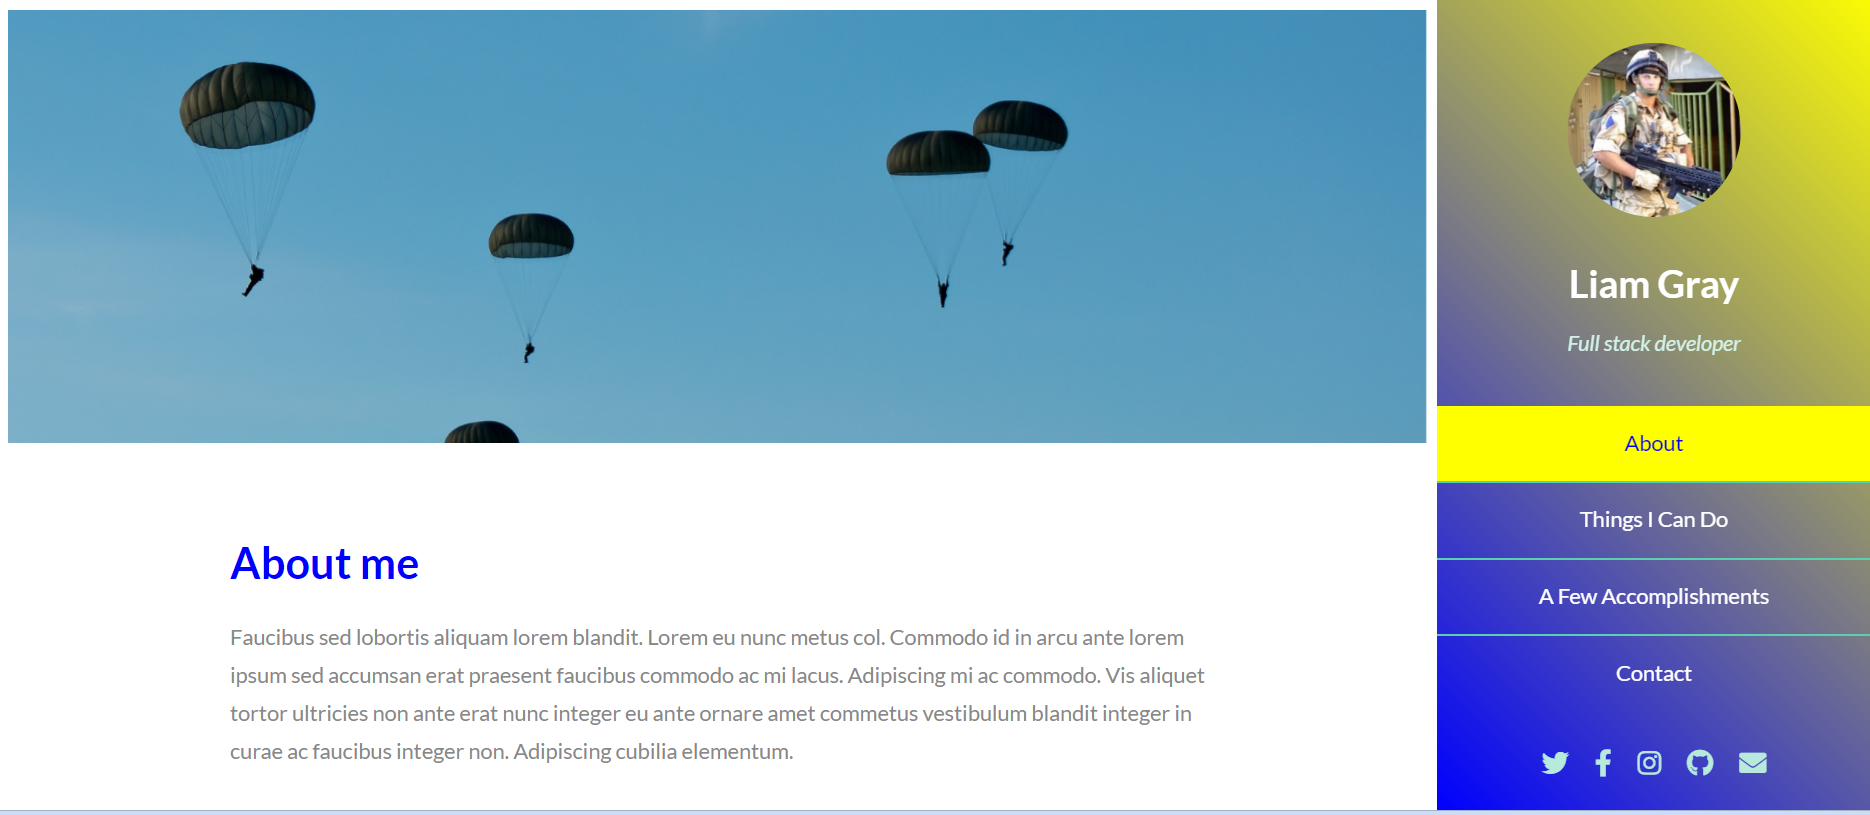 About me
Faucibus sed lobortis aliquam lorem blandit. Lorem eu nunc metus col. Commodo id in arcu ante lorem
ipsum sed accumsan erat praesent faucibus commodo ac mi lacus. Adipiscing mi ac commodo. Vis aliquet
tortor ultricies non ante erat nunc integer eu ante ornare amet commetus vestibulum blandit integer in
curae ac faucibus integer non. Adipiscing cubilia elementum.
Liam Gray
Full stack developer
About
Things I Can Do
A Few Accomplishments
Contact